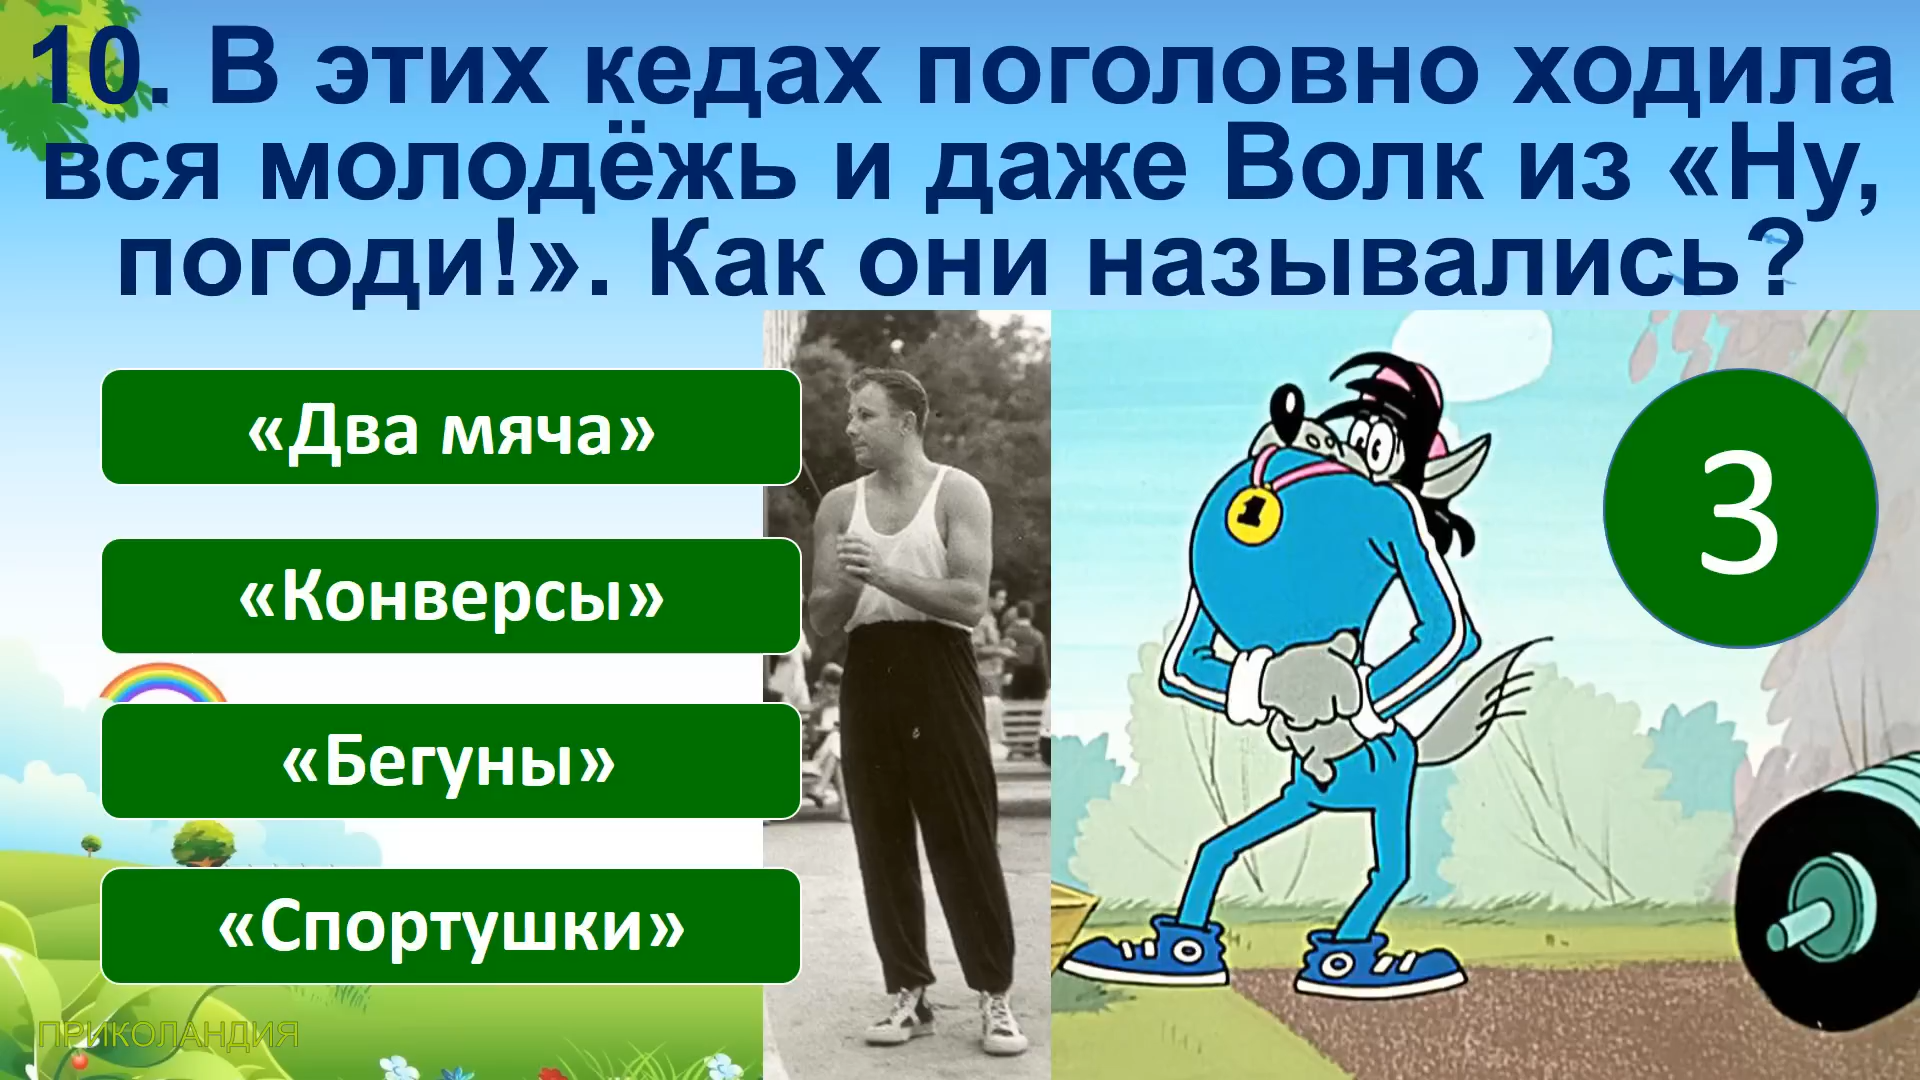 10. В этих кедах поголовно ходила
вся молодёжь и даже Волк из «Ну,
погоди!». Как они назывались?
«Два мяча»
«Конверсы»
«Бегуны»
«Спортушки»
1
3
ПРИКОЛАНДИЯ